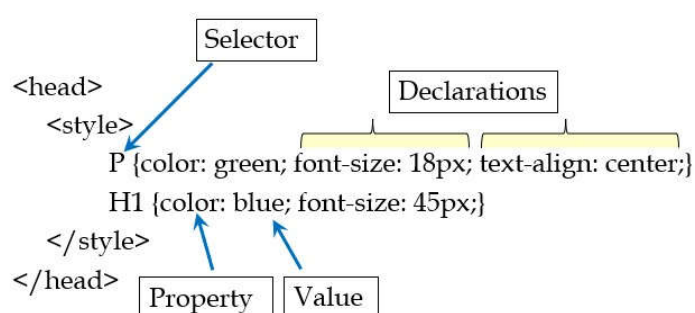 Selector
<head>
Declarations
<style>
P {color: green; font-size: 18px; text-align: center;}
H1 {color: blue; font-size: 45px;}
</style>
</head>
Property
Value